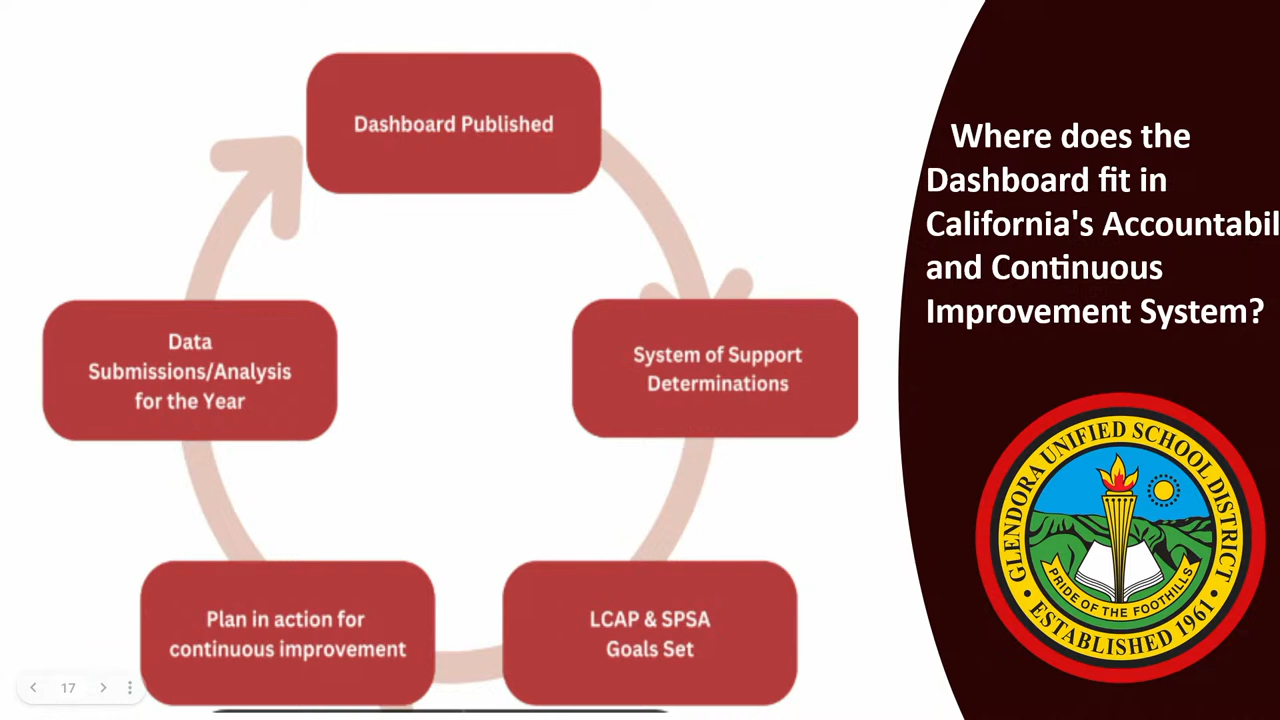 Dashboard Published
System of Support
Determinations
LCAP & SPSA
Goals Set
Plan in action for
continuous improvement
Data
Submissions/Analysis
for the Year
Where does the
Dashboard fit in
California's Accountabil
and Continuous
Improvement System?
GLENDORA UNIFIED SCHOOL DISTRICT
PRIDE OF THE FOOTHILLS
• ESTABLISHED 1961 •
17